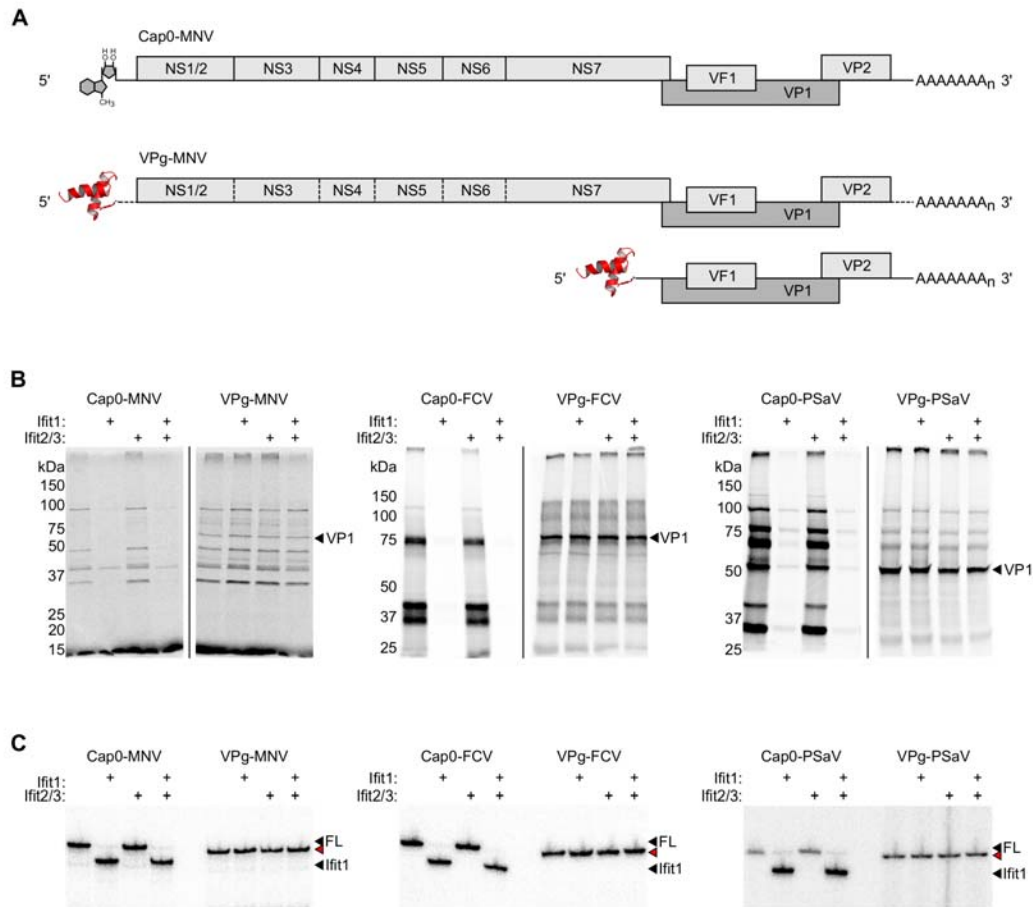 A
Cap0-MNV
H H
O O
5' NS1/2 NS3 NS4 NS5 NS6 NS7 VF1 VP1 VP2 AAAAAAAn 3'
CH3
VPg-MNV
5' NS1/2 NS3 NS4 NS5 NS6 NS7 VF1 VP1 VP2 AAAAAAAn 3'
5' VF1 VP1 VP2 AAAAAAAn 3'
B
Cap0-MNV VPg-MNV
Ifit1: + + + +
Ifit2/3: + + + +
kDa
150
100
75
50
37
25
20
15
VP1
Cap0-FCV VPg-FCV
Ifit1: + + + +
Ifit2/3: + + + +
kDa
150
100
75
50
37
25
VP1
Cap0-PSaV VPg-PSaV
Ifit1: + + + +
Ifit2/3: + + + +
kDa
150
100
75
50
37
25
VP1
C
Cap0-MNV VPg-MNV
Ifit1: + + + +
Ifit2/3: + + + +
FL
Ifit1
Cap0-FCV VPg-FCV
Ifit1: + + + +
Ifit2/3: + + + +
FL
Ifit1
Cap0-PSaV VPg-PSaV
Ifit1: + + + +
Ifit2/3: + + + +
FL
Ifit1